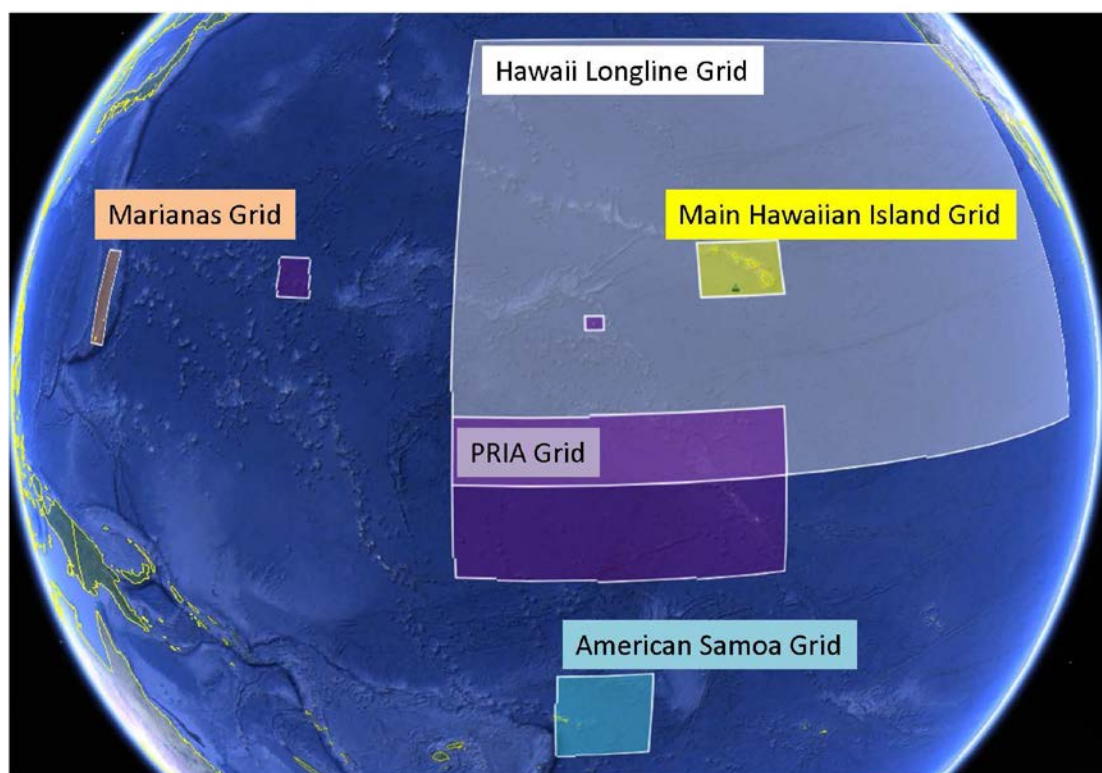 Hawaii Longline Grid
Marianas Grid
Main Hawaiian Island Grid
PRIA Grid
American Samoa Grid